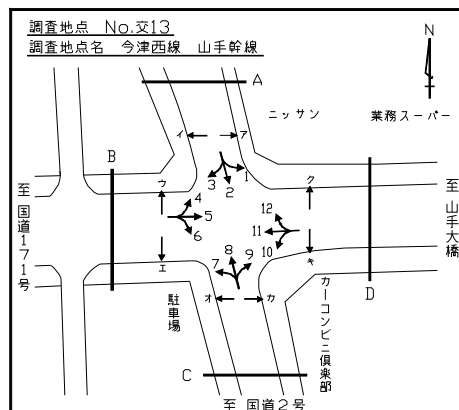 調査地点 No.交13
調査地点名 今津西線 山手幹線
N
A
ニッサン
業務スーパー
イ
ア
B
1
2
3
ウ
ク
4
5
6
12
11
10
至国道171号
至山手大橋
エ
キ
7
8
9
オ
カ
駐車場
カーコンビニ倶楽部
D
C
至 国道2号